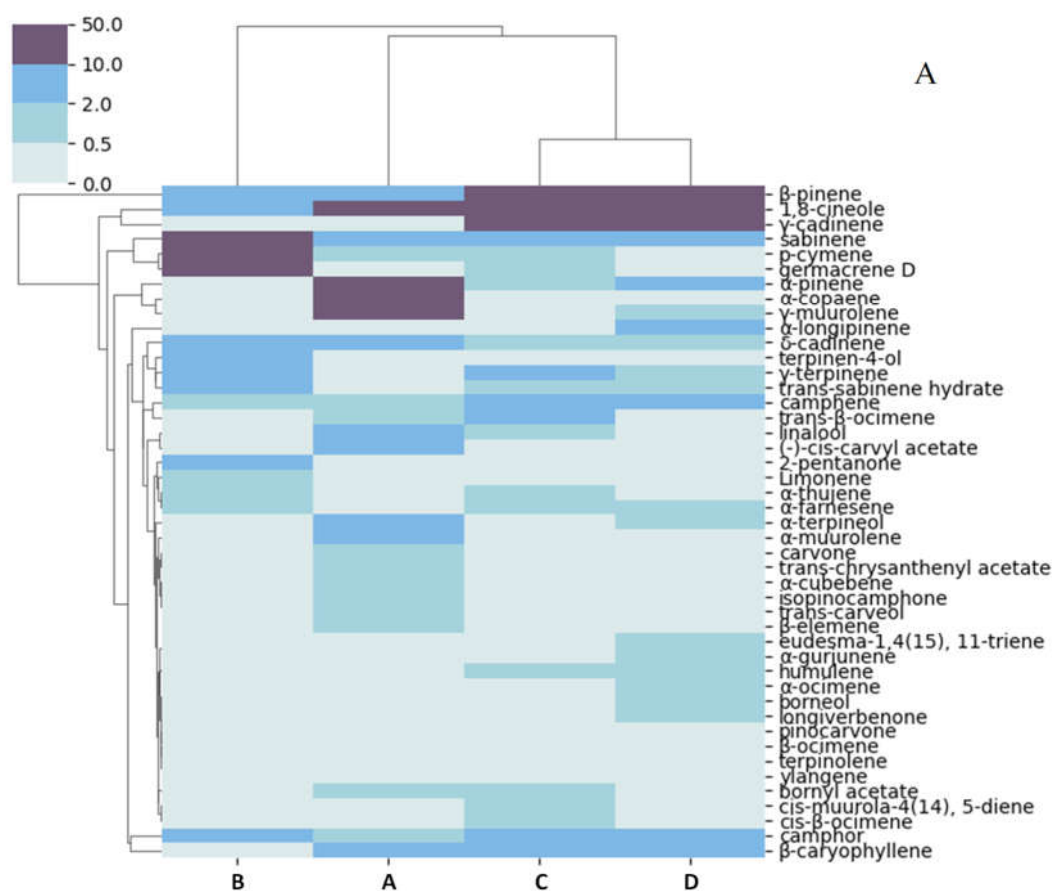 50.0
10.0
2.0
0.5
0.0
A
β-pinene
1,8-cineole
γ-cadinene
sabinene
p-cymene
germacrene D
α-pinene
α-copaene
γ-muurolene
α-longipinene
δ-cadinene
terpinen-4-ol
γ-terpinene
trans-sabinene hydrate
camphene
trans-β-ocimene
linalool
(-)-cis-carvyl acetate
2-pentanone
Limonene
α-thujene
α-farnesene
α-terpineol
α-muurolene
carvone
trans-chrysanthenyl acetate
α-cubebene
isopinocamphone
trans-carveol
β-elemene
eudesma-1,4(15), 11-triene
α-gurjunene
humulene
α-ocimene
borneol
longiverbenone
pinocarvone
β-ocimene
terpinolene
ylangene
bornyl acetate
cis-muurola-4(14), 5-diene
cis-β-ocimene
camphor
β-caryophyllene
B A C D